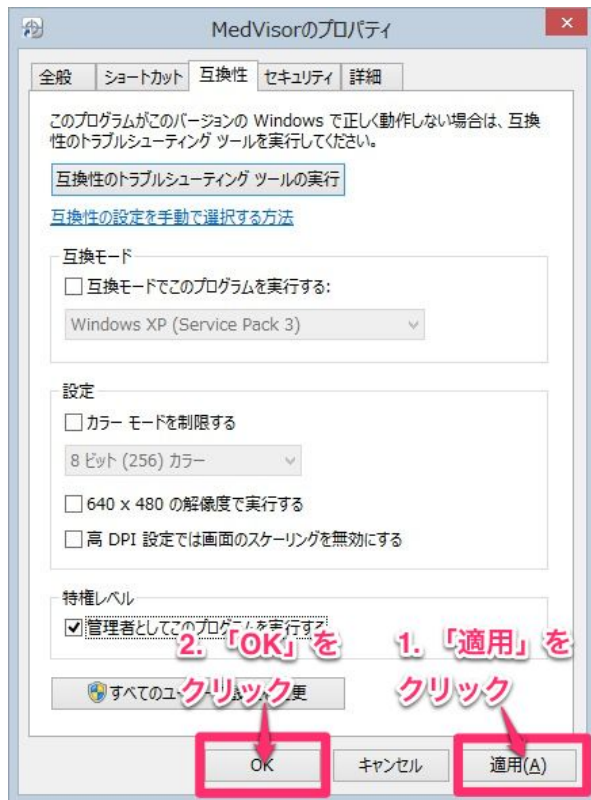 MedVisorのプロパティ
全般 ショートカット 互換性 セキュリティ 詳細
このプログラムがこのバージョンの Windows で正しく動作しない場合は、互換
性のトラブルシューティング ツールを実行してください。
互換性のトラブルシューティング ツールの実行
互換性の設定を手動で選択する方法
互換モード
互換モードでこのプログラムを実行する:
Windows XP (Service Pack 3)
設定
カラー モードを制限する
8 ビット (256) カラー
640 x 480 の解像度で実行する
高 DPI 設定では画面のスケーリングを無効にする
特権レベル
管理者としてこのプログラムを実行する
2. 「OK」を
クリック
1. 「適用」を
クリック
すべてのユー 変更
OK キャンセル 適用(A)